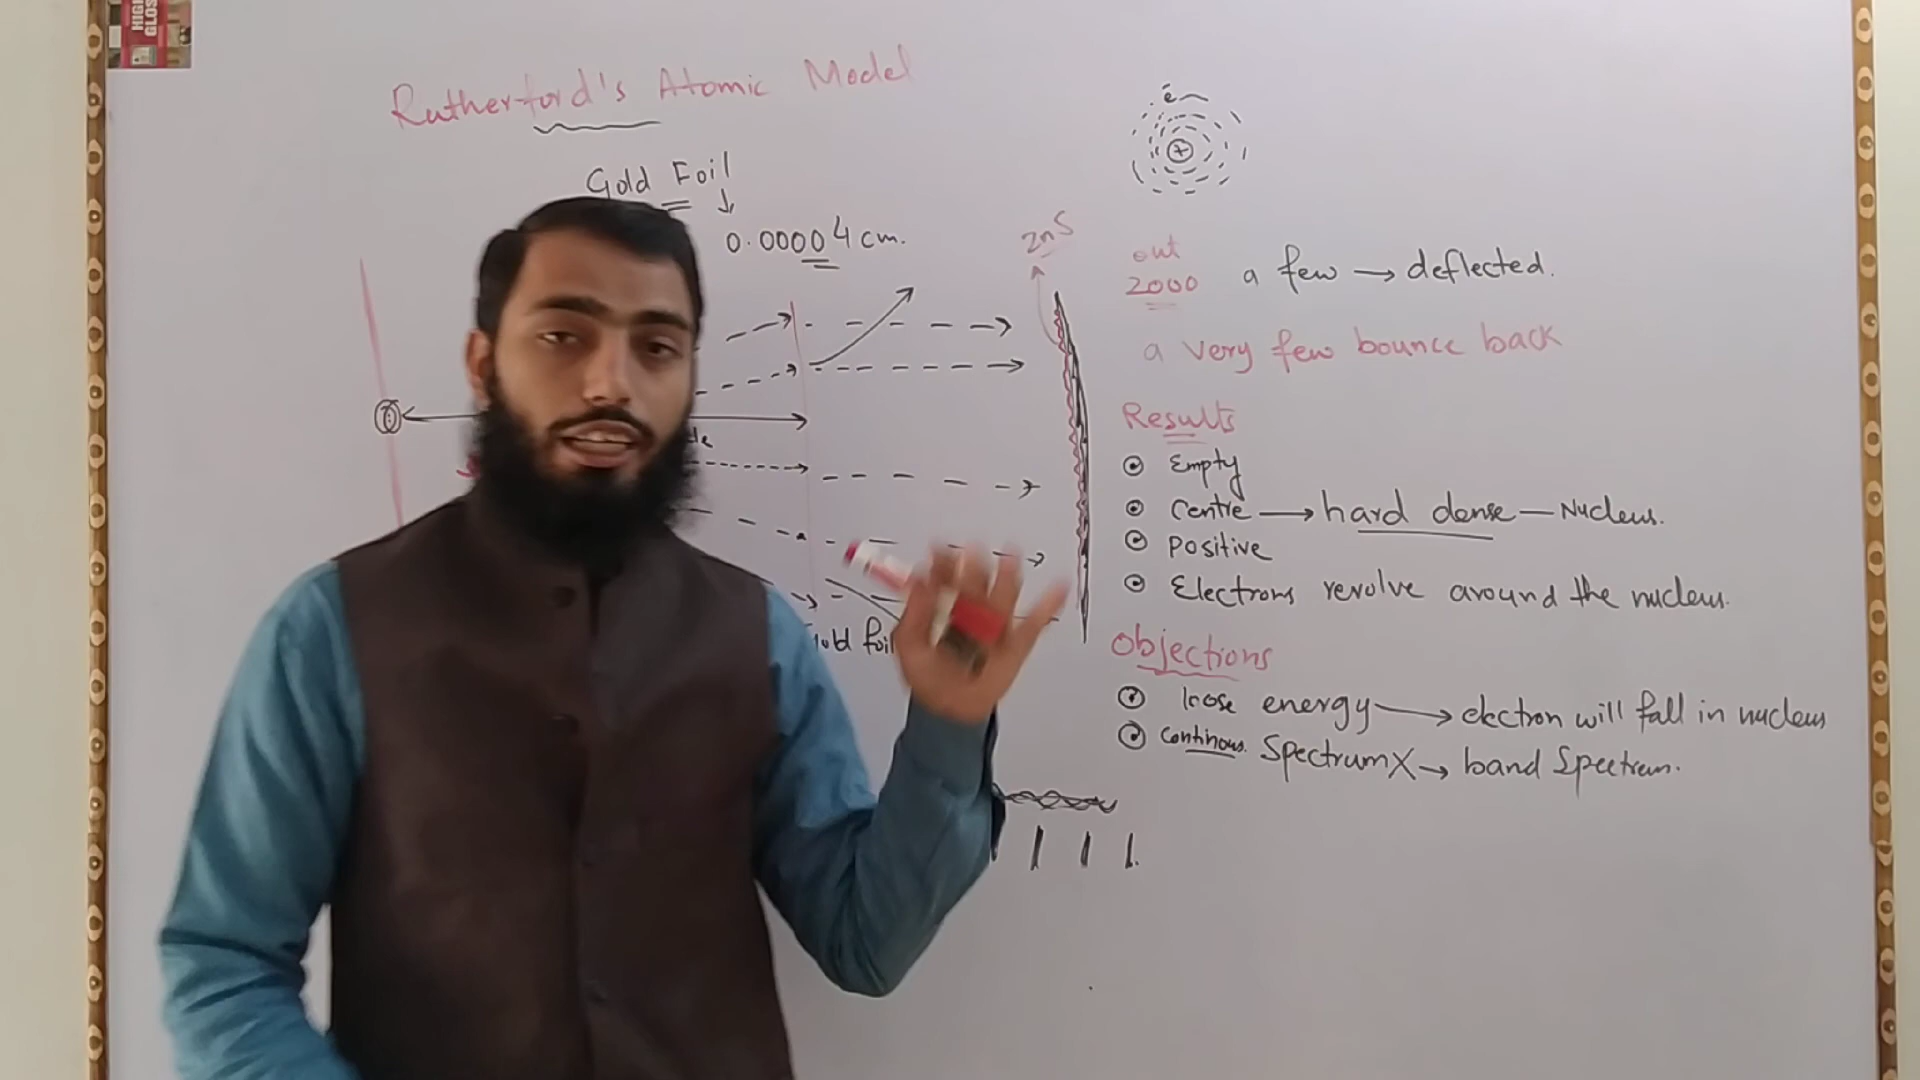 HIGH
GLOS
Rutherford's Atomic Model
Gold Foil
0.00004 cm.
ZnS
gold foil
e-
+
out
2000 a few → deflected.
a very few bounce back
Results
Empty
Centre → hard dense — Nucleus.
positive
Electrons revolve around the nucleus.
Objections
loose energy → electron will fall in nucleus
continous. Spectrum X → band Spectrum.